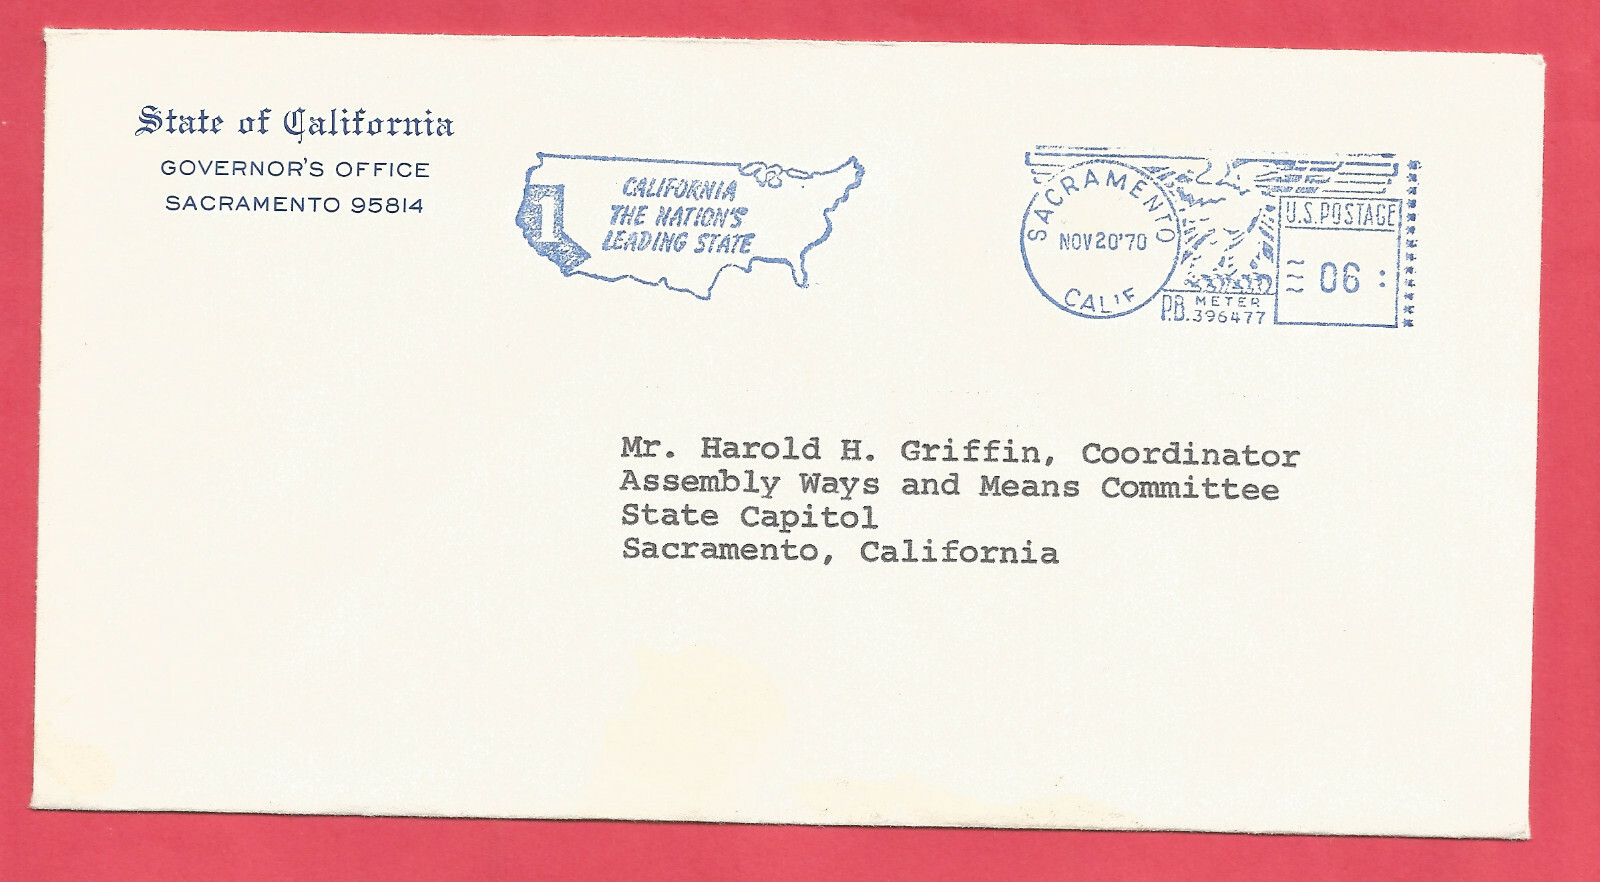 State of California
GOVERNOR'S OFFICE
SACRAMENTO 95814
1
CALIFORNIA
THE NATION'S
LEADING STATE
SACRAMENTO
NOV 20 '70
CALIF
P.B. METER
396477
U.S. POSTAGE
06
Mr. Harold H. Griffin, Coordinator
Assembly Ways and Means Committee
State Capitol
Sacramento, California